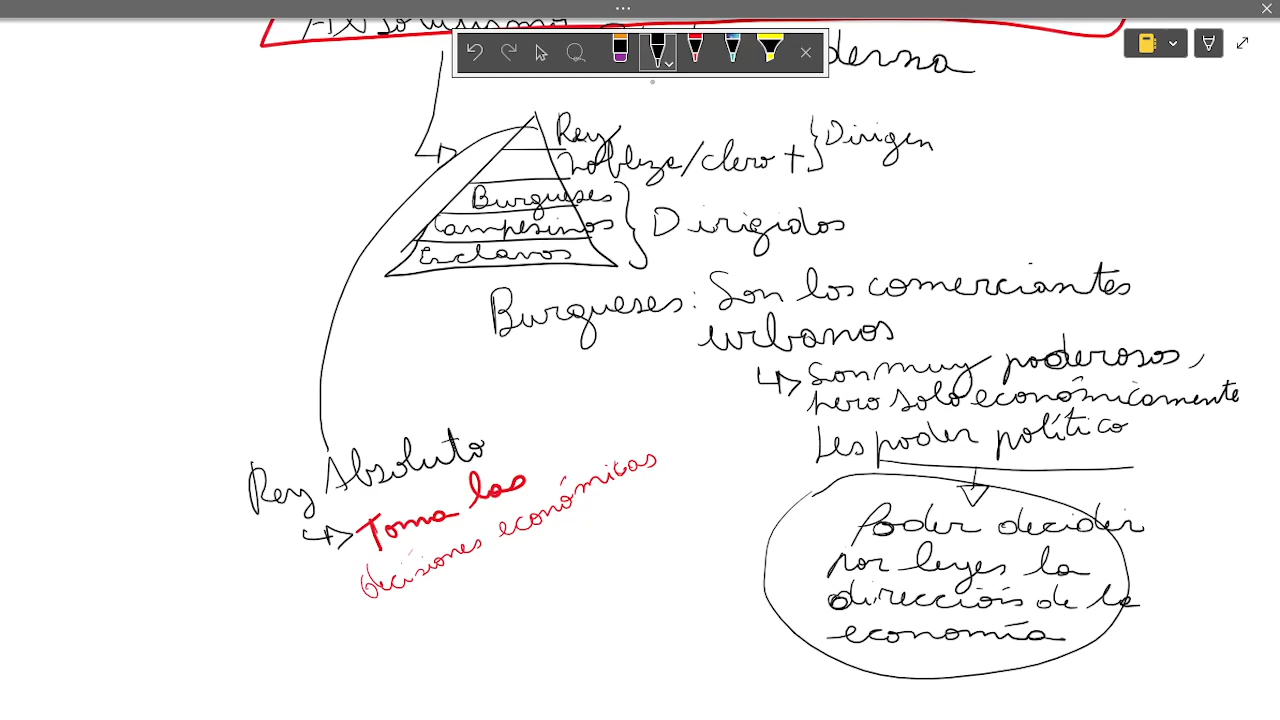 Absolutismo
derna
Rey
nobleza/clero +
Dirigen
Burgueses
Campesinos
Esclavos
Dirigidos
Burgueses: Son los comerciantes
urbanos
Son muy poderosos,
pero solo económicamente
Les poder político
Poder decidir
por leyes la
dirección de la
economía
Rey Absoluto
Toma las
decisiones económicas